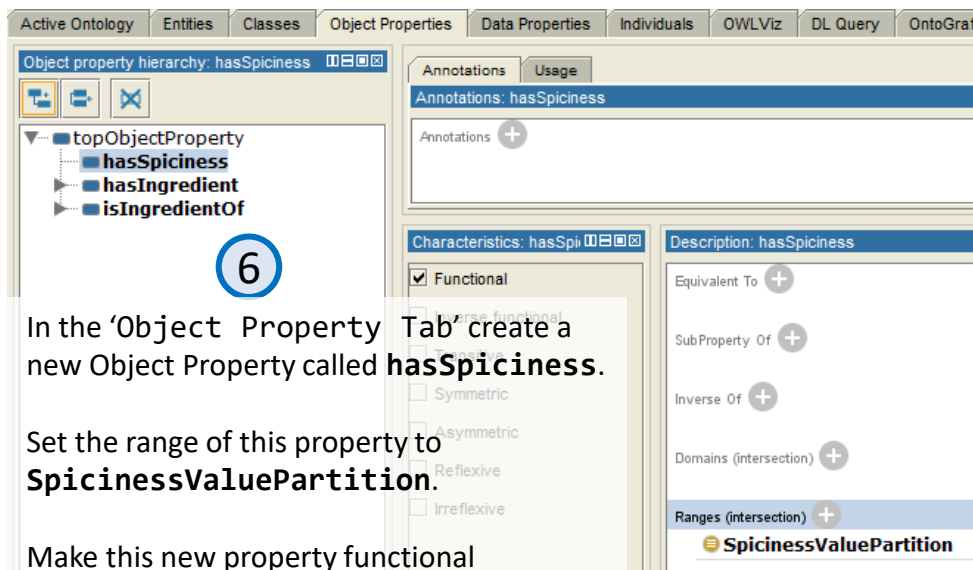 Active Ontology Entities Classes Object Properties Data Properties Individuals OWLViz DL Query OntoGraf
Object property hierarchy: hasSpiciness
topObjectProperty
hasSpiciness
hasIngredient
isIngredientOf
6
In the ‘Object Property Tab’ create a
new Object Property called hasSpiciness.
Set the range of this property to
SpicinessValuePartition.
Make this new property functional
Annotations Usage
Annotations: hasSpiciness
Annotations
Characteristics: hasSpi
Functional
Inverse functional
Transitive
Symmetric
Asymmetric
Reflexive
Irreflexive
Description: hasSpiciness
Equivalent To
SubProperty Of
Inverse Of
Domains (intersection)
Ranges (intersection)
SpicinessValuePartition